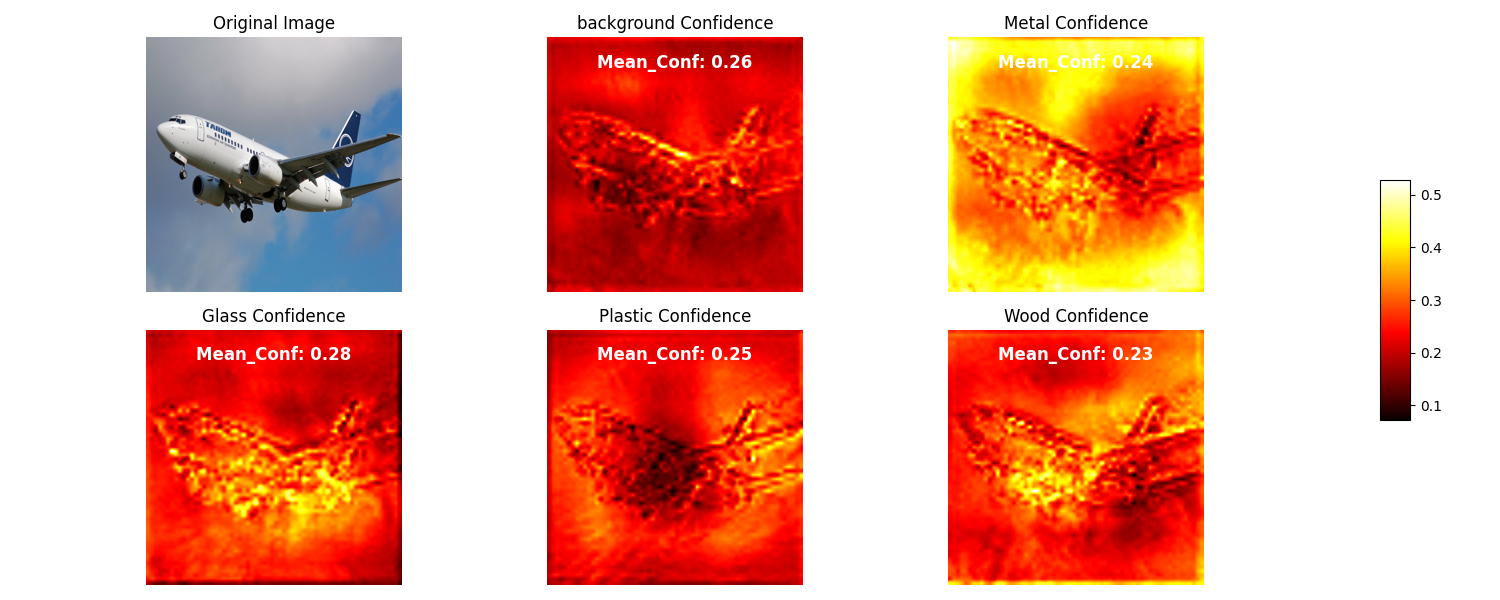 Original Image
background Confidence
Metal Confidence
TAROM
Mean_Conf: 0.26
Mean_Conf: 0.24
Glass Confidence
Plastic Confidence
Wood Confidence
Mean_Conf: 0.28
Mean_Conf: 0.25
Mean_Conf: 0.23
0.5
0.4
0.3
0.2
0.1